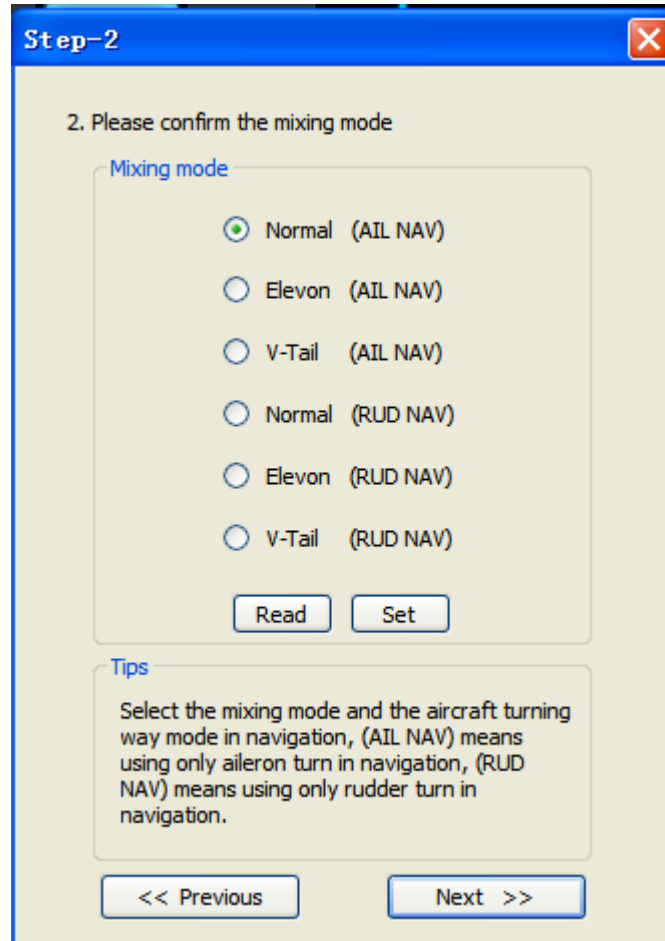 Step-2
2. Please confirm the mixing mode
Mixing mode
Normal (AIL NAV)
Elevon (AIL NAV)
V-Tail (AIL NAV)
Normal (RUD NAV)
Elevon (RUD NAV)
V-Tail (RUD NAV)
Read Set
Tips
Select the mixing mode and the aircraft turning
way mode in navigation, (AIL NAV) means
using only aileron turn in navigation, (RUD
NAV) means using only rudder turn in
navigation.
<< Previous Next >>